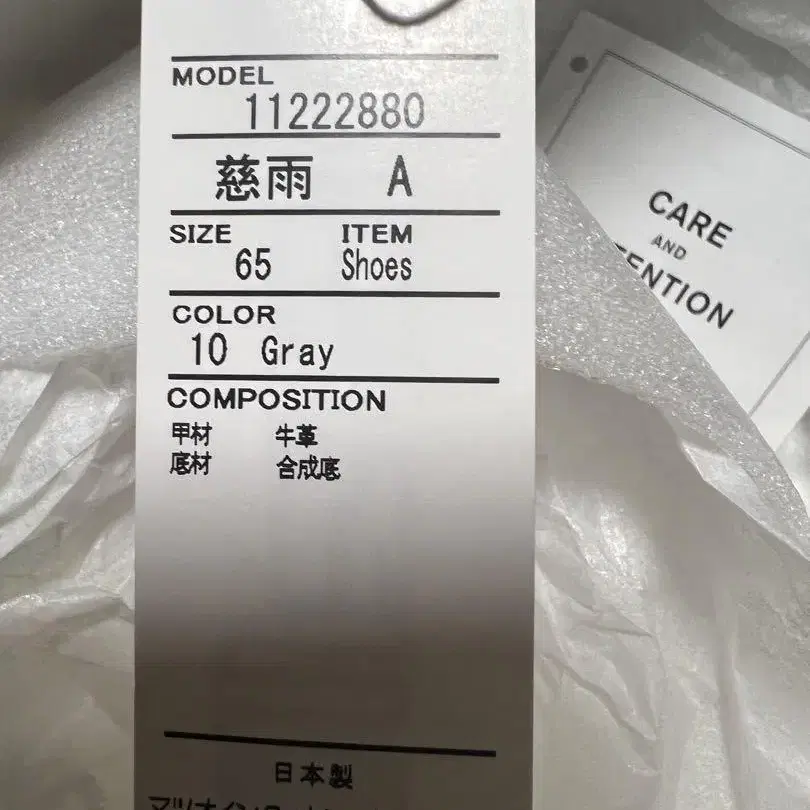 MODEL
11222880
慈雨 A
SIZE ITEM
65 Shoes
COLOR
10 Gray
COMPOSITION
甲材 牛革
底材 合成底
日本製
CARE
AND